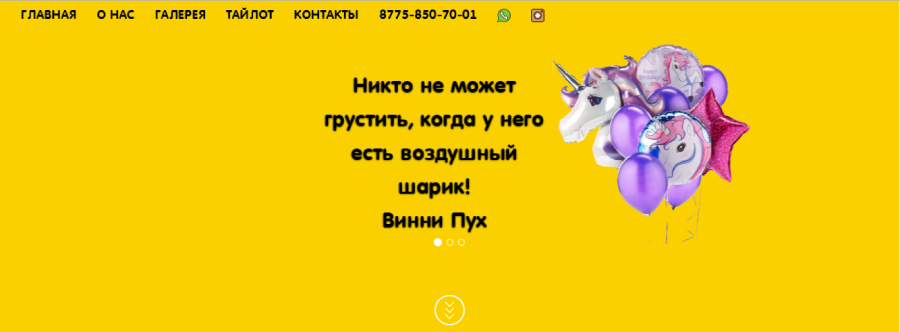 ГЛАВНАЯ О НАС ГАЛЕРЕЯ ТАЙЛОТ КОНТАКТЫ 8775-850-70-01
Никто не может
грустить, когда у него
есть воздушный
шарик!
Винни Пух